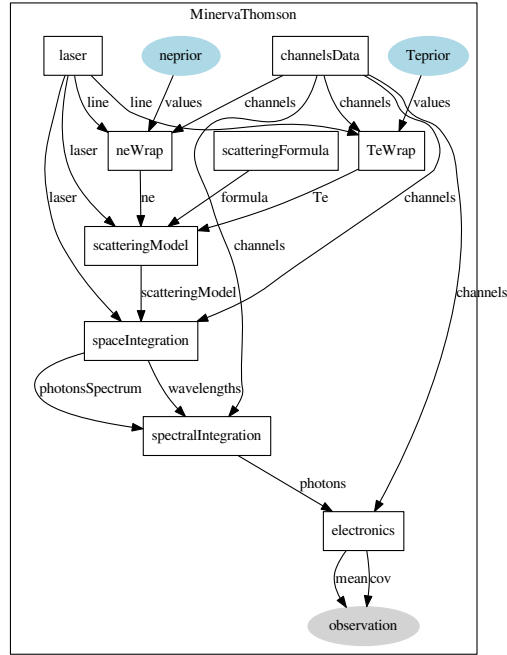 MinervaThomson
laser
neprior
channelsData
Teprior
line
line
values
channels
channels
values
laser
neWrap
scatteringFormula
TeWrap
laser
ne
formula
Te
channels
scatteringModel
channels
scatteringModel
channels
spaceIntegration
photonsSpectrum
wavelengths
spectralIntegration
photons
electronics
mean
cov
observation